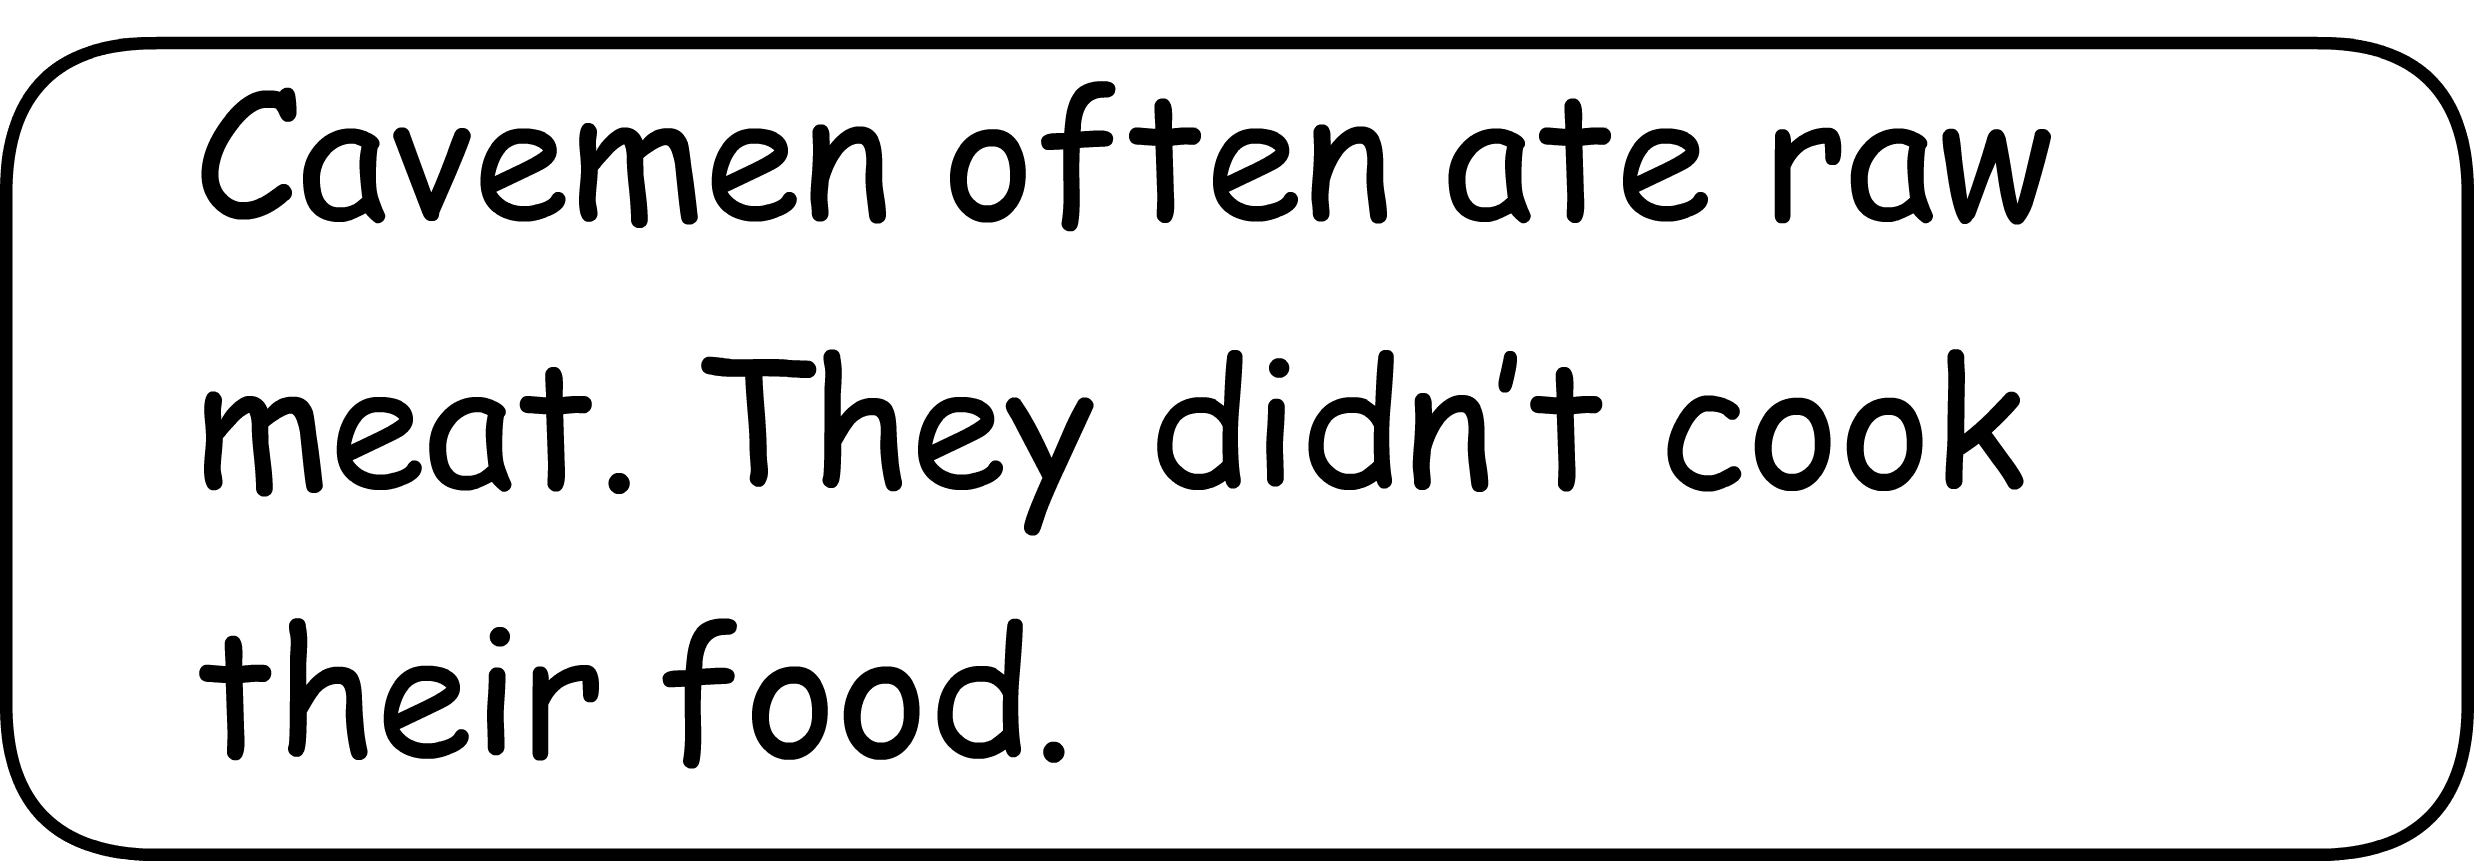 Cavemen often ate raw
meat. They didn't cook
their food.